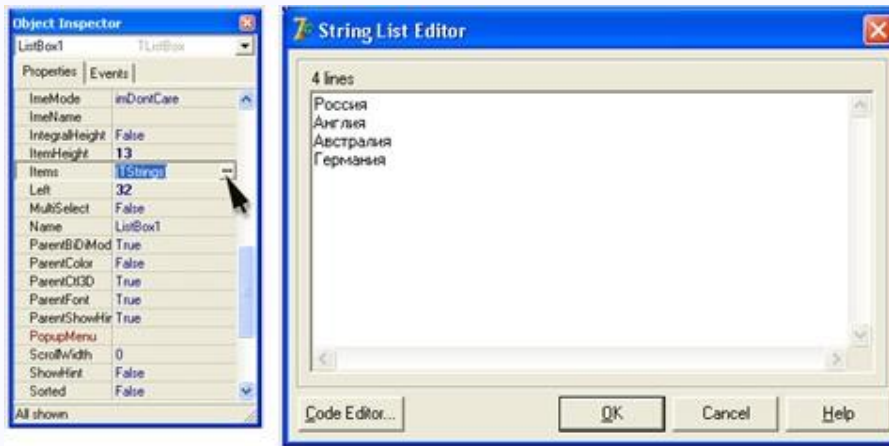 Object Inspector
ListBox1 TListBox
Properties Events
ImeMode imDontCare
ImeName
IntegralHeight False
ItemHeight 13
Items (TStrings)
Left 32
MultiSelect False
Name ListBox1
ParentBiDiMod True
ParentColor False
ParentCtl3D True
ParentFont True
ParentShowHir True
PopupMenu
ScrollWidth 0
ShowHint False
Sorted False
All shown
String List Editor
4 lines
Россия
Англия
Австралия
Германия
Code Editor...
OK
Cancel
Help